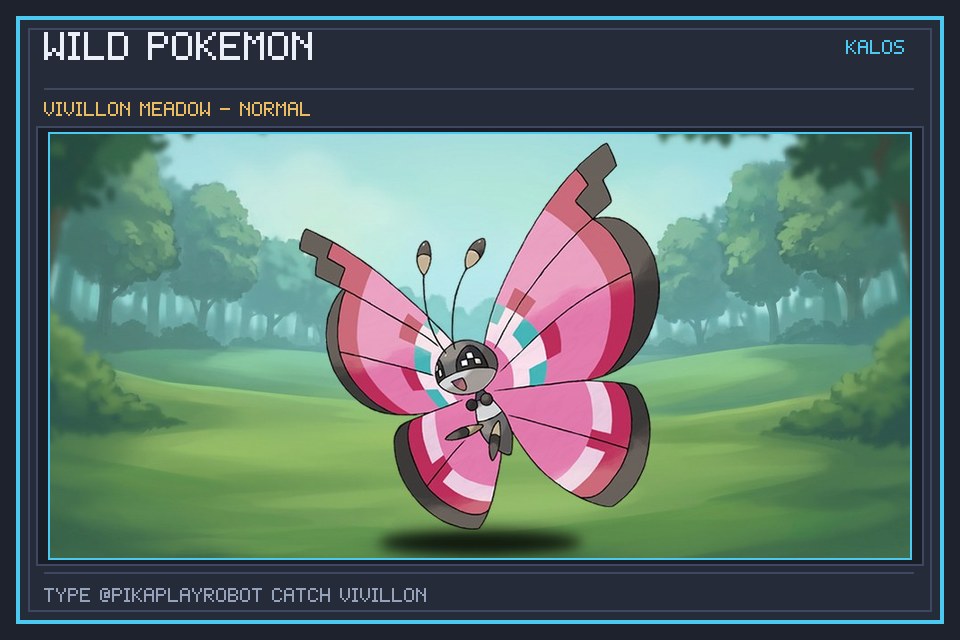 WILD POKEMON
KALOS
VIVILLON MEADOW - NORMAL
TYPE @PIKAPLAYROBOT CATCH VIVILLON